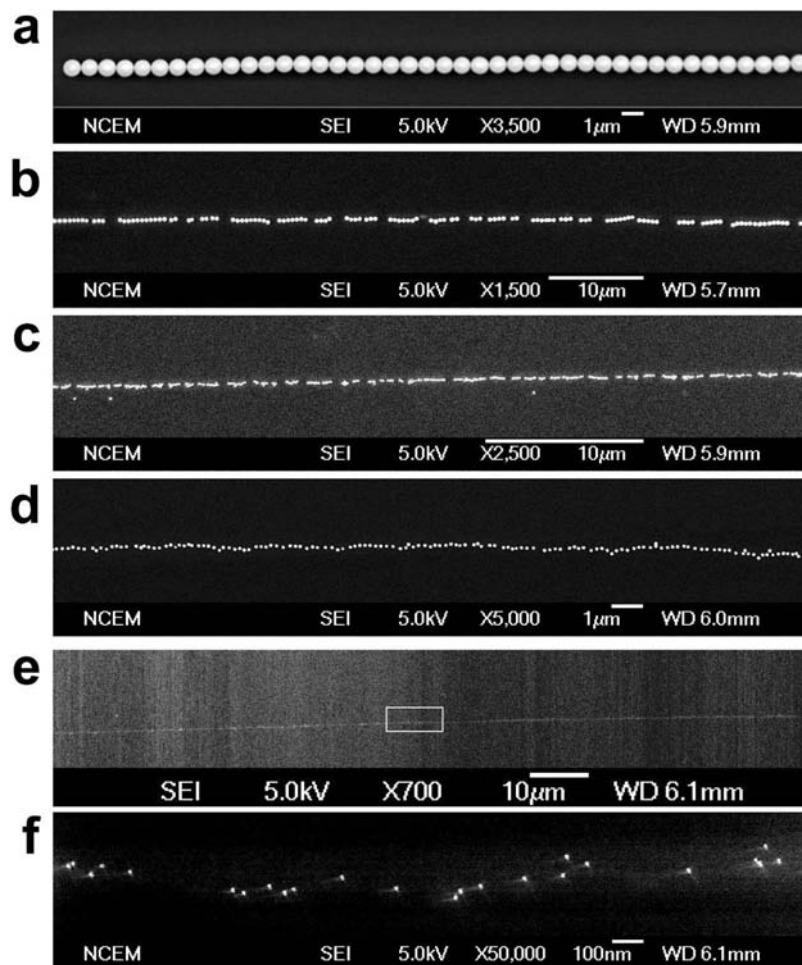 a
NCEM SEI 5.0kV X3,500 1μm WD 5.9mm
b
NCEM SEI 5.0kV X1,500 10μm WD 5.7mm
c
NCEM SEI 5.0kV X2,500 10μm WD 5.9mm
d
NCEM SEI 5.0kV X5,000 1μm WD 6.0mm
e
SEI 5.0kV X700 10μm WD 6.1mm
f
NCEM SEI 5.0kV X50,000 100nm WD 6.1mm